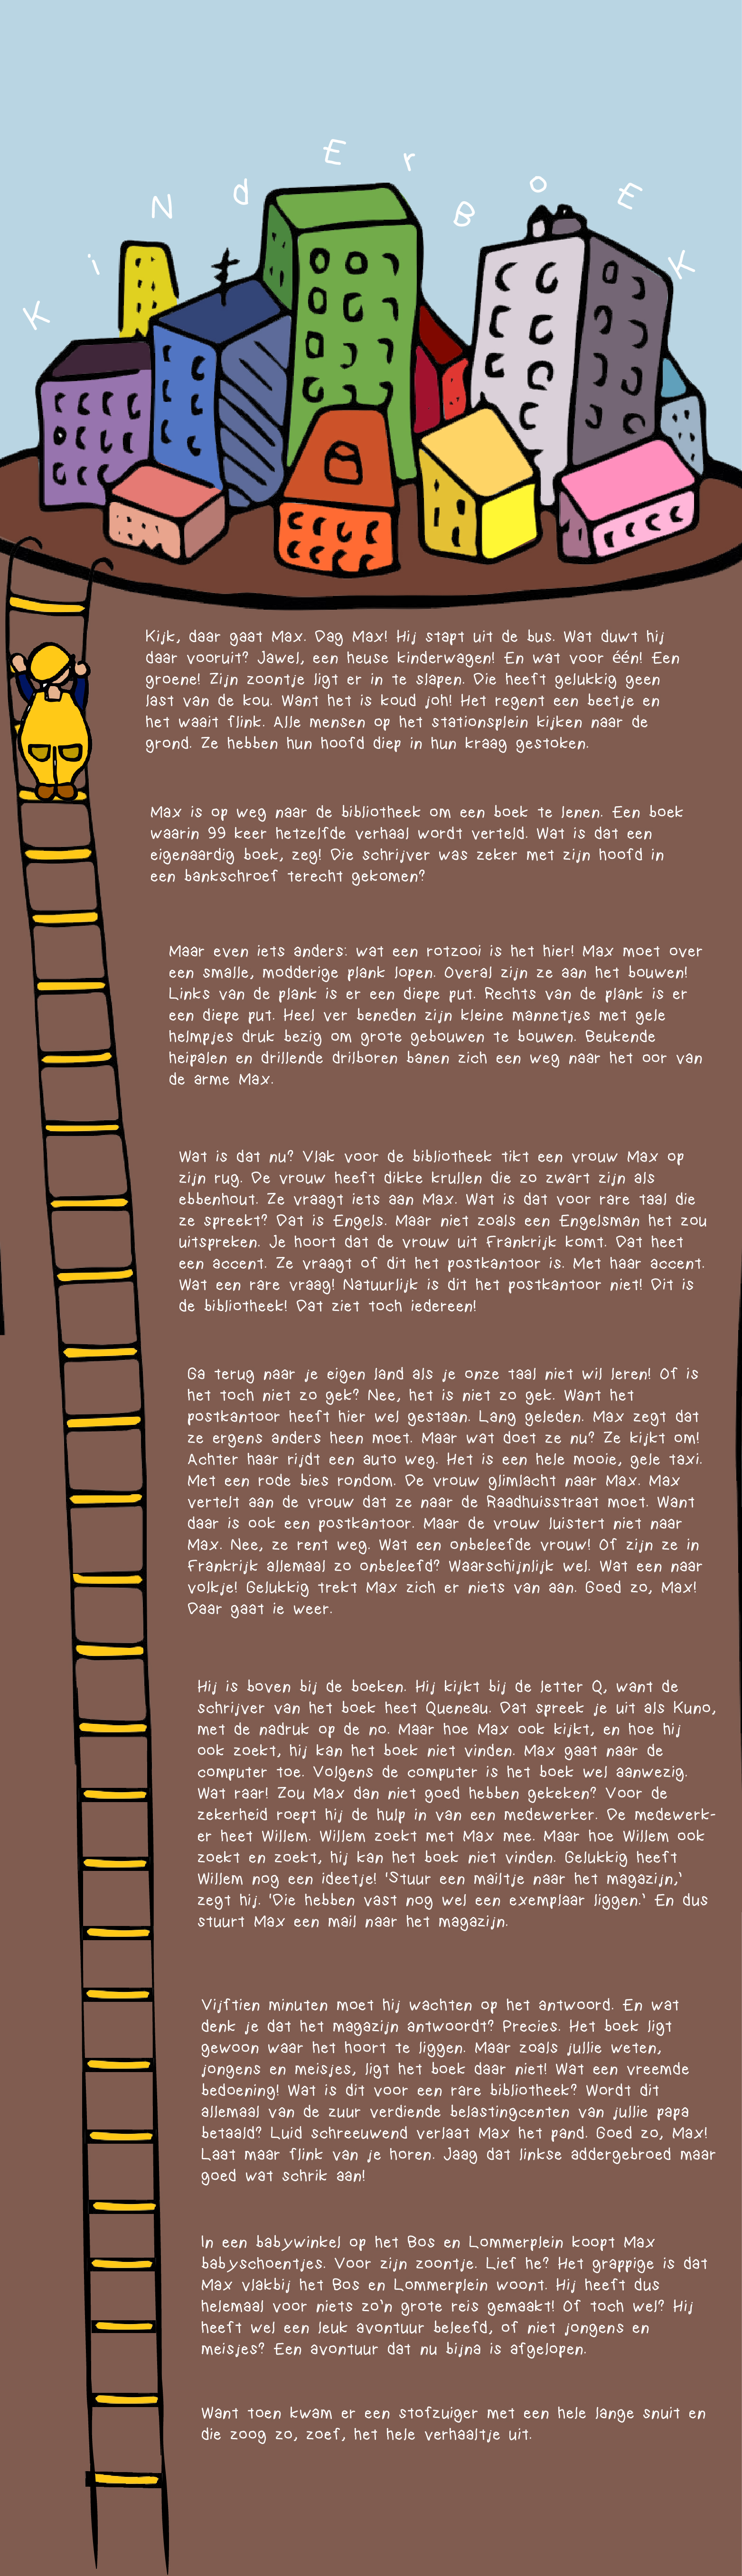 KiNdErBoEK
Kijk, daar gaat Max. Dag Max! Hij stapt uit de bus. Wat duwt hij
daar vooruit? Jawel, een heuse kinderwagen! En wat voor één! Een
groene! Zijn zoontje ligt er in te slapen. Die heeft gelukkig geen
last van de kou. Want het is koud joh! Het regent een beetje en
het waait flink. Alle mensen op het stationsplein kijken naar de
grond. Ze hebben hun hoofd diep in hun kraag gestoken.
Max is op weg naar de bibliotheek om een boek te lenen. Een boek
waarin 99 keer hetzelfde verhaal wordt verteld. Wat is dat een
eigenaardig boek, zeg! Die schrijver was zeker met zijn hoofd in
een bankschroef terecht gekomen?
Maar even iets anders: wat een rotzooi is het hier! Max moet over
een smalle, modderige plank lopen. Overal zijn ze aan het bouwen!
Links van de plank is er een diepe put. Rechts van de plank is er
een diepe put. Heel ver beneden zijn kleine mannetjes met gele
helmpjes druk bezig om grote gebouwen te bouwen. Beukende
heipalen en drillende drilboren banen zich een weg naar het oor van
de arme Max.
Wat is dat nu? Vlak voor de bibliotheek tikt een vrouw Max op
zijn rug. De vrouw heeft dikke krullen die zo zwart zijn als
ebbenhout. Ze vraagt iets aan Max. Wat is dat voor rare taal die
ze spreekt? Dat is Engels. Maar niet zoals een Engelsman het zou
uitspreken. Je hoort dat de vrouw uit Frankrijk komt. Dat heet
een accent. Ze vraagt of dit het postkantoor is. Met haar accent.
Wat een rare vraag! Natuurlijk is dit het postkantoor niet! Dit is
de bibliotheek! Dat ziet toch iedereen!
Ga terug naar je eigen land als je onze taal niet wil leren! Of is
het toch niet zo gek? Nee, het is niet zo gek. Want het
postkantoor heeft hier wel gestaan. Lang geleden. Max zegt dat
ze ergens anders heen moet. Maar wat doet ze nu? Ze kijkt om!
Achter haar rijdt een auto weg. Het is een hele mooie, gele taxi.
Met een rode bies rondom. De vrouw glimlacht naar Max. Max
vertelt aan de vrouw dat ze naar de Raadhuisstraat moet. Want
daar is ook een postkantoor. Maar de vrouw luistert niet naar
Max. Nee, ze rent weg. Wat een onbeleefde vrouw! Of zijn ze in
Frankrijk allemaal zo onbeleefd? Waarschijnlijk wel. Wat een naar
volkje! Gelukkig trekt Max zich er niets van aan. Goed zo, Max!
Daar gaat ie weer.
Hij is boven bij de boeken. Hij kijkt bij de letter Q, want de
schrijver van het boek heet Queneau. Dat spreek je uit als Kuno,
met de nadruk op de no. Maar hoe Max ook kijkt, en hoe hij
ook zoekt, hij kan het boek niet vinden. Max gaat naar de
computer toe. Volgens de computer is het boek wel aanwezig.
Wat raar! Zou Max dan niet goed hebben gekeken? Voor de
zekerheid roept hij de hulp in van een medewerker. De medewerk-
er heet Willem. Willem zoekt met Max mee. Maar hoe Willem ook
zoekt en zoekt, hij kan het boek niet vinden. Gelukkig heeft
Willem nog een ideetje! 'Stuur een mailtje naar het magazijn,'
zegt hij. 'Die hebben vast nog wel een exemplaar liggen.' En dus
stuurt Max een mail naar het magazijn.
Vijftien minuten moet hij wachten op het antwoord. En wat
denk je dat het magazijn antwoordt? Precies. Het boek ligt
gewoon waar het hoort te liggen. Maar zoals jullie weten,
jongens en meisjes, ligt het boek daar niet! Wat een vreemde
bedoening! Wat is dit voor een rare bibliotheek? Wordt dit
allemaal van de zuur verdiende belastingcenten van jullie papa
betaald? Luid schreeuwend verlaat Max het pand. Goed zo, Max!
Laat maar flink van je horen. Jaag dat linkse addergebroed maar
goed wat schrik aan!
In een babywinkel op het Bos en Lommerplein koopt Max
babyschoentjes. Voor zijn zoontje. Lief he? Het grappige is dat
Max vlakbij het Bos en Lommerplein woont. Hij heeft dus
helemaal voor niets zo'n grote reis gemaakt! Of toch wel? Hij
heeft wel een leuk avontuur beleefd, of niet jongens en
meisjes? Een avontuur dat nu bijna is afgelopen.
Want toen kwam er een stofzuiger met een hele lange snuit en
die zoog zo, zoef, het hele verhaaltje uit.